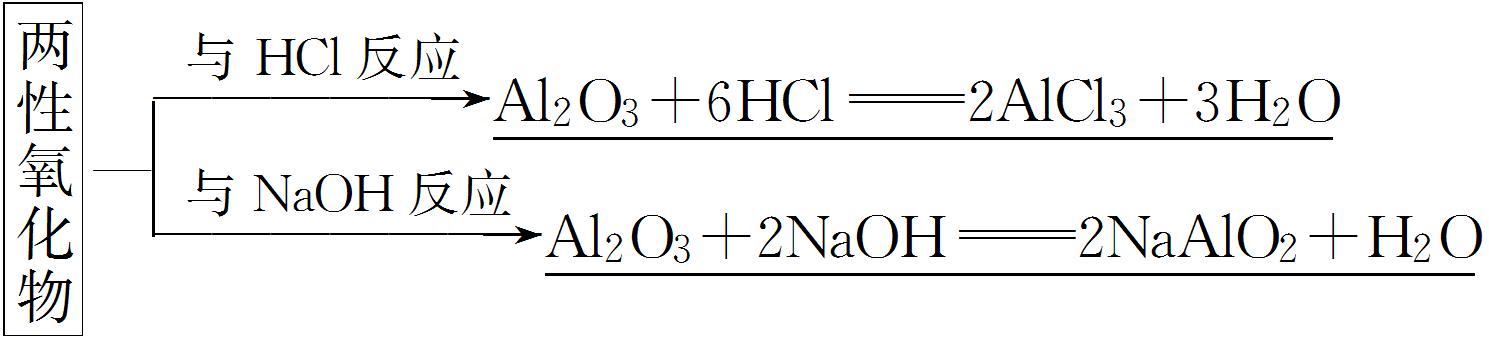 两性氧化物
与 HCl 反应
Al₂O₃+6HCl══2AlCl₃+3H₂O
与 NaOH 反应
Al₂O₃+2NaOH══2NaAlO₂+H₂O